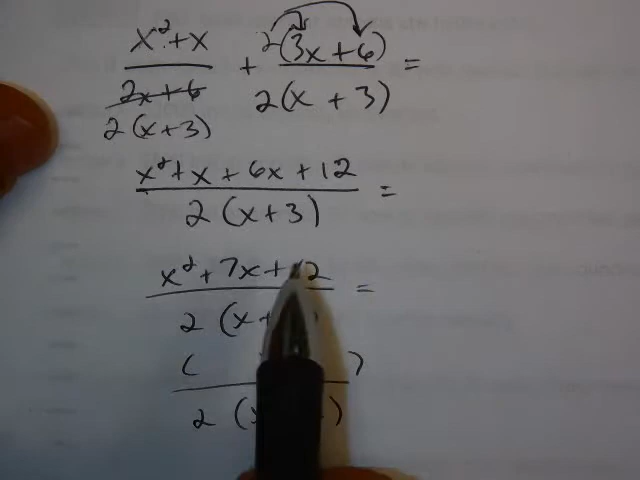 x² + x + 2(3x + 6) =
2x + 6 2(x + 3)
2(x + 3)
x² + x + 6x + 12 =
2 (x + 3)
x² + 7x + 2 =
2 (x +
( )
2 ( )